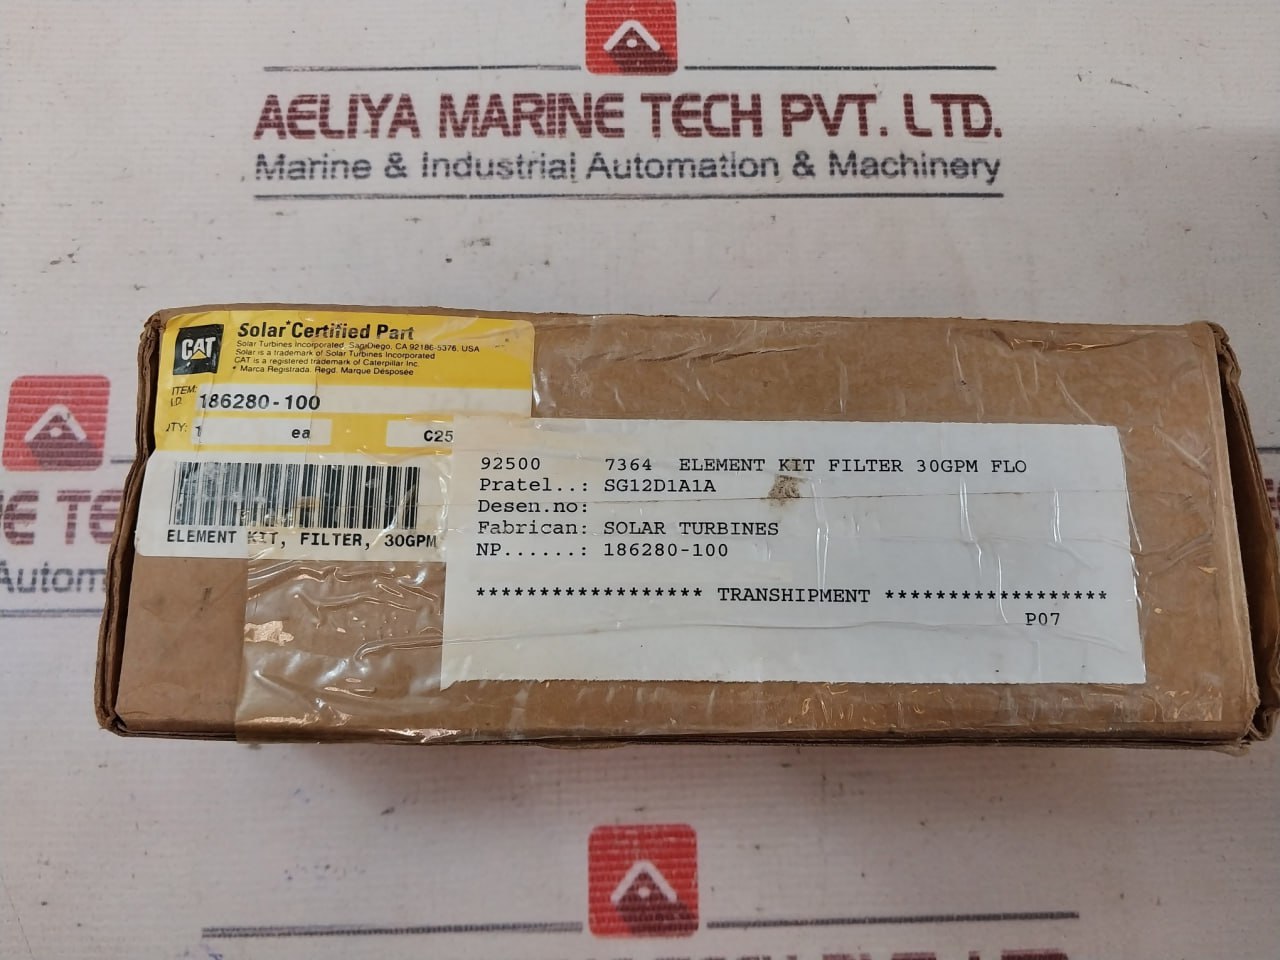 AELIYA MARINE TECH PVT. LTD.
Marine & Industrial Automation & Machinery
CAT
Solar* Certified Part
Solar Turbines Incorporated, San Diego, CA 92186-5376, USA
Solar is a trademark of Solar Turbines Incorporated
CAT is a registered trademark of Caterpillar Inc.
* Marca Registrada. Regd. Marque Désposée
ITEM
I.D. 186280-100
QTY: 1 ea C25
ELEMENT KIT, FILTER, 30GPM
92500 7364 ELEMENT KIT FILTER 30GPM FLO
Pratel..: SG12D1A1A
Desen.no:
Fabrican: SOLAR TURBINES
NP......: 186280-100
****************** TRANSHIPMENT ******************
P07
E TE
Autom